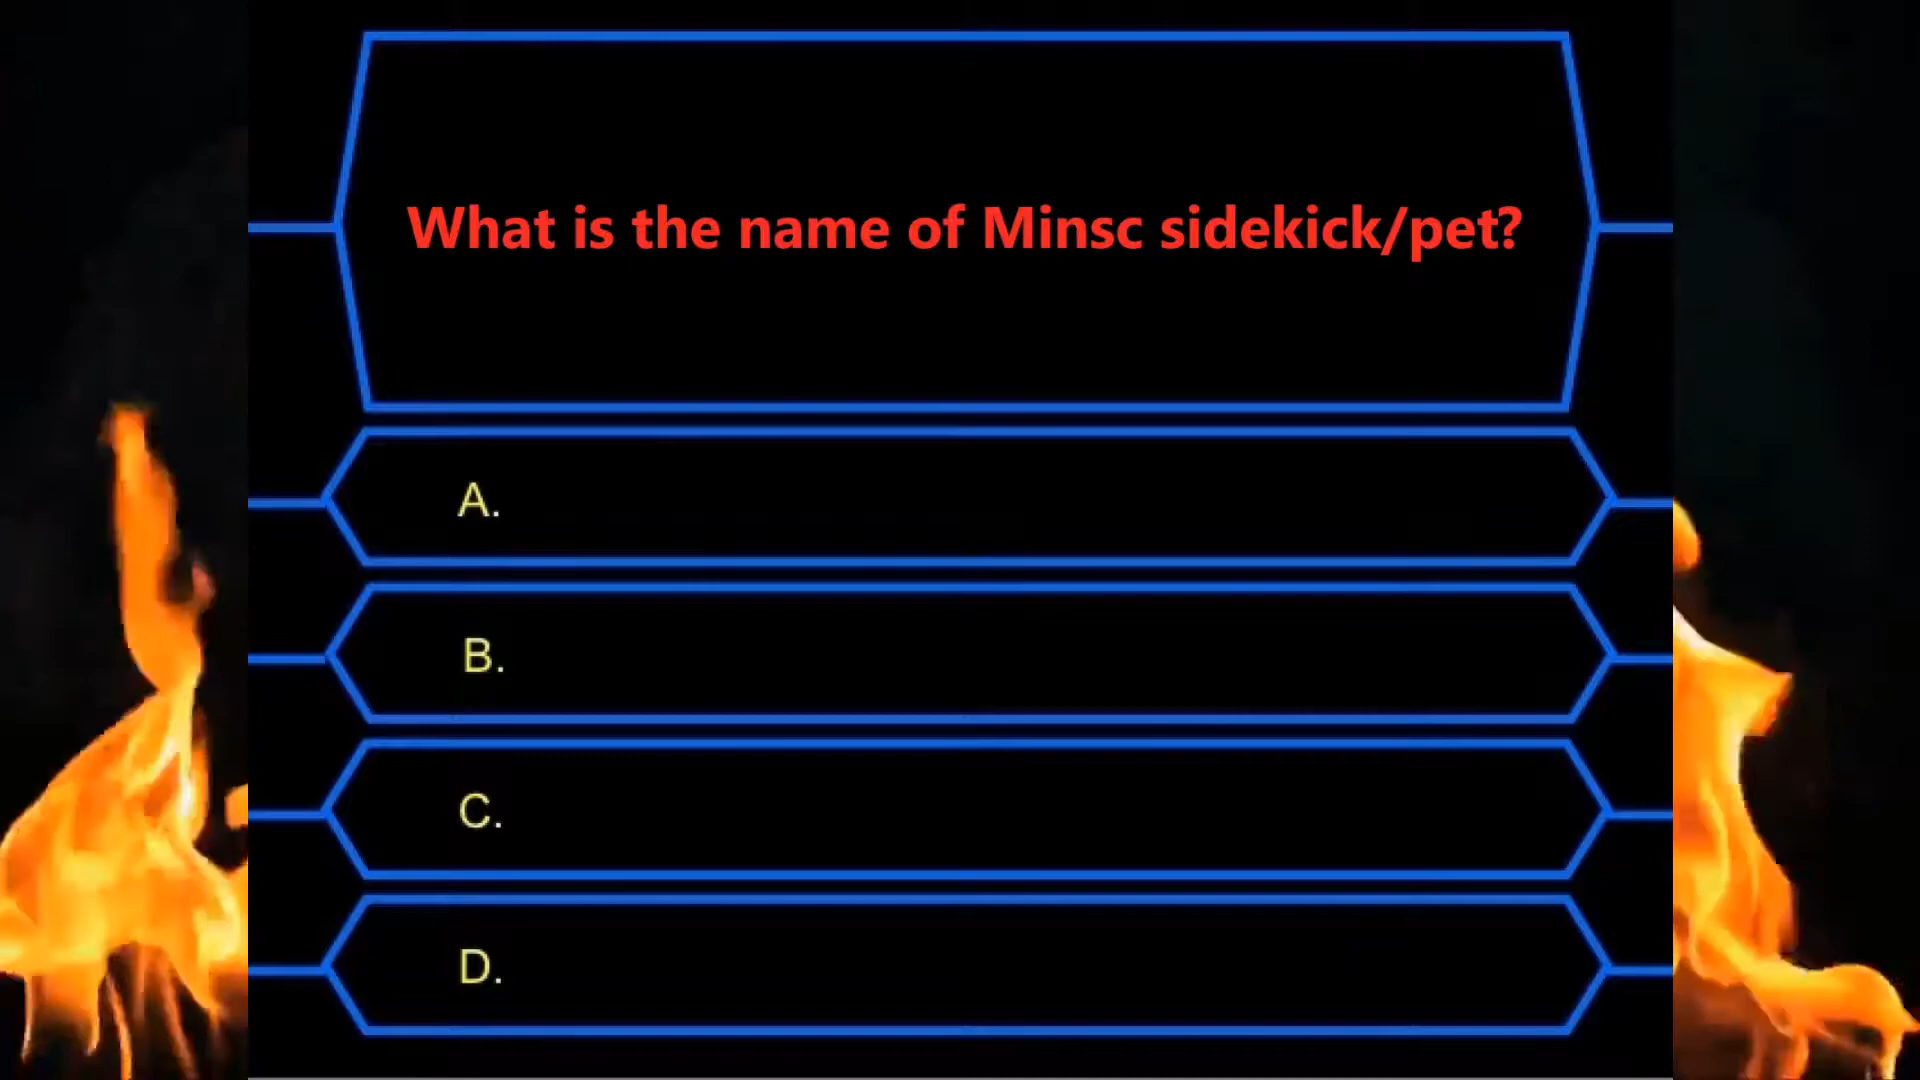 What is the name of Minsc sidekick/pet?
A.
B.
C.
D.